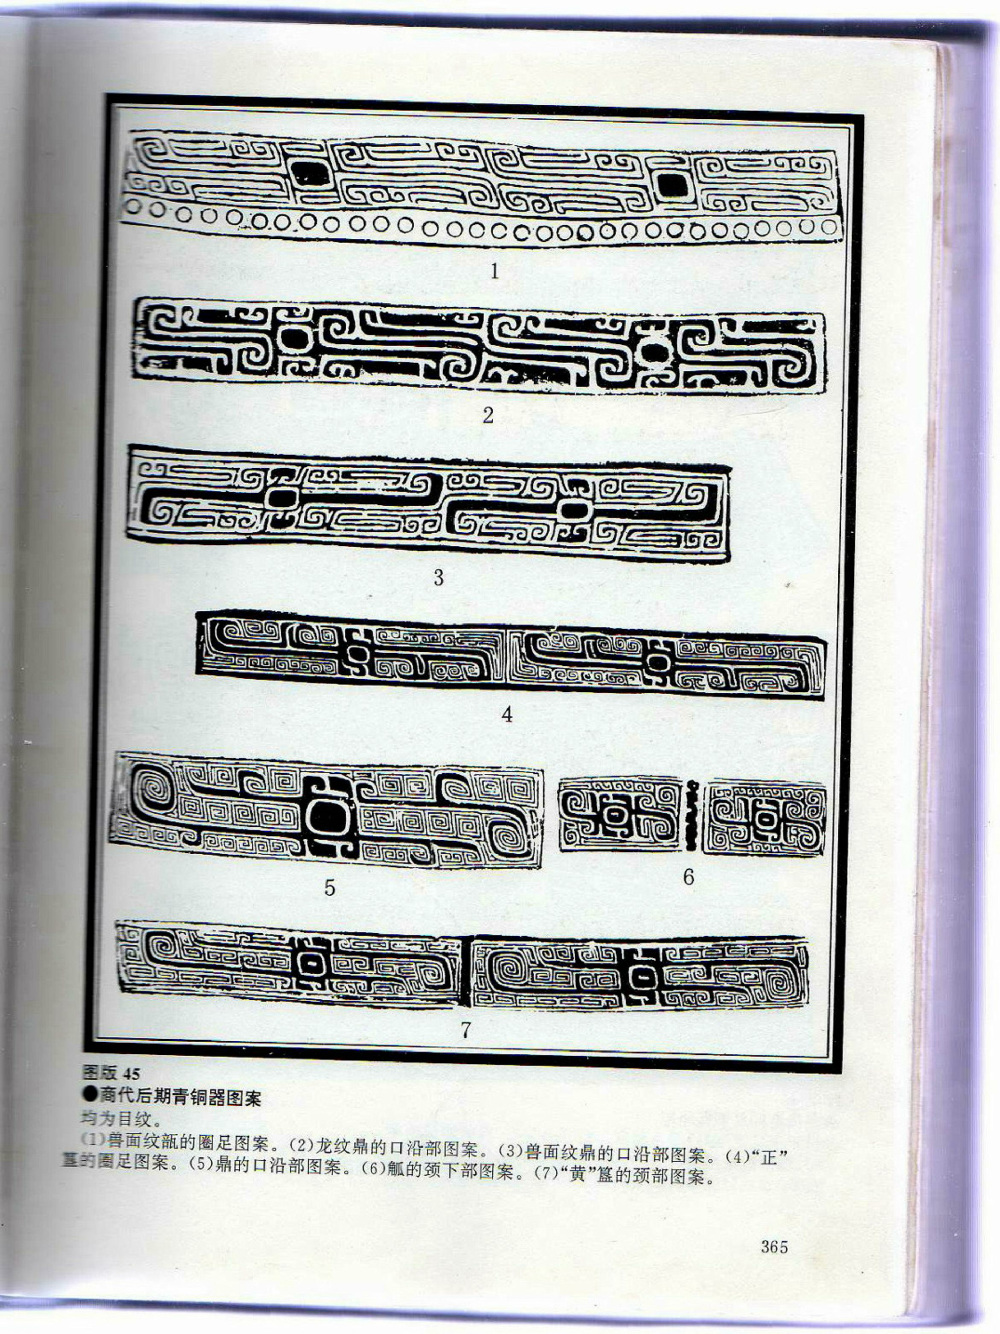 1
2
3
4
5
6
7
图版 45
●商代后期青铜器图案
均为目纹。
(1)兽面纹瓿的圈足图案。(2)龙纹鼎的口沿部图案。(3)兽面纹鼎的口沿部图案。(4)“正”
簋的圈足图案。(5)鼎的口沿部图案。(6)觚的颈下部图案。(7)“黄”簋的颈部图案。
365